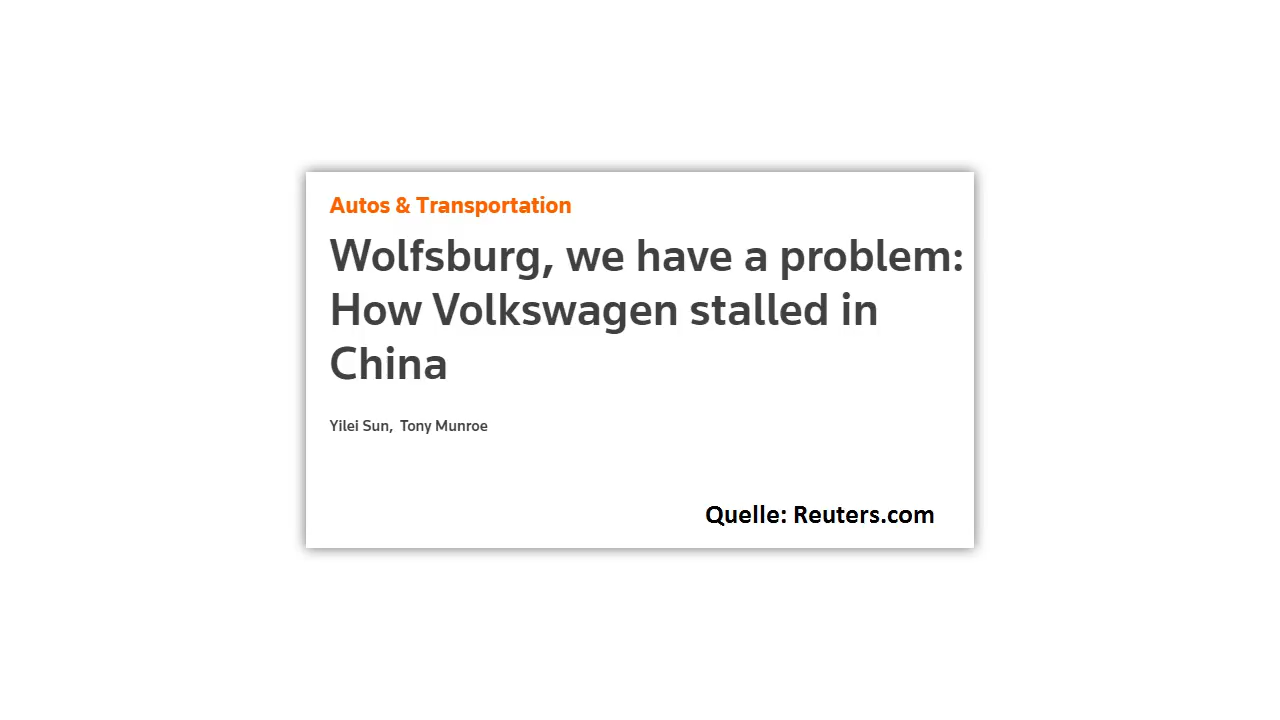 Autos & Transportation
Wolfsburg, we have a problem:
How Volkswagen stalled in
China
Yilei Sun, Tony Munroe
Quelle: Reuters.com